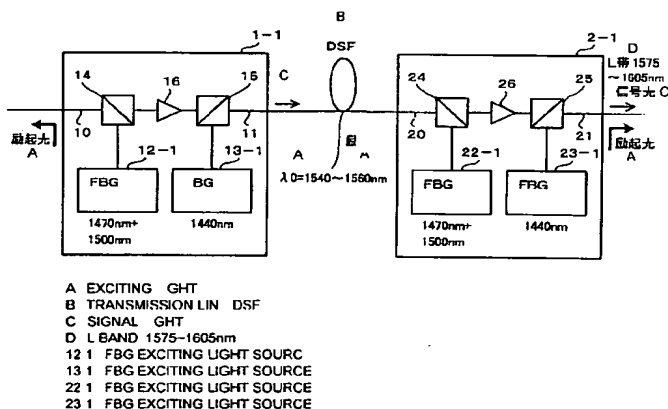 B
1-1
C
DSF
2-1
D
L帯1575
~1605nm
信号光 C
14
16
15
24
26
25
10
11
20
21
励起光
A
A
λ0=1540~1560nm
励起光
A
12-1
13-1
22-1
23-1
FBG
BG
FBG
FBG
1470nm+
1500nm
1440nm
1470nm+
1500nm
1440nm
A EXCITING GHT
B TRANSMISSION LIN DSF
C SIGNAL GHT
D L BAND 1575~1605nm
12 1 FBG EXCITING LIGHT SOURC
13 1 FBG EXCITING LIGHT SOURCE
22 1 FBG EXCITING LIGHT SOURCE
23 1 FBG EXCITING LIGHT SOURCE